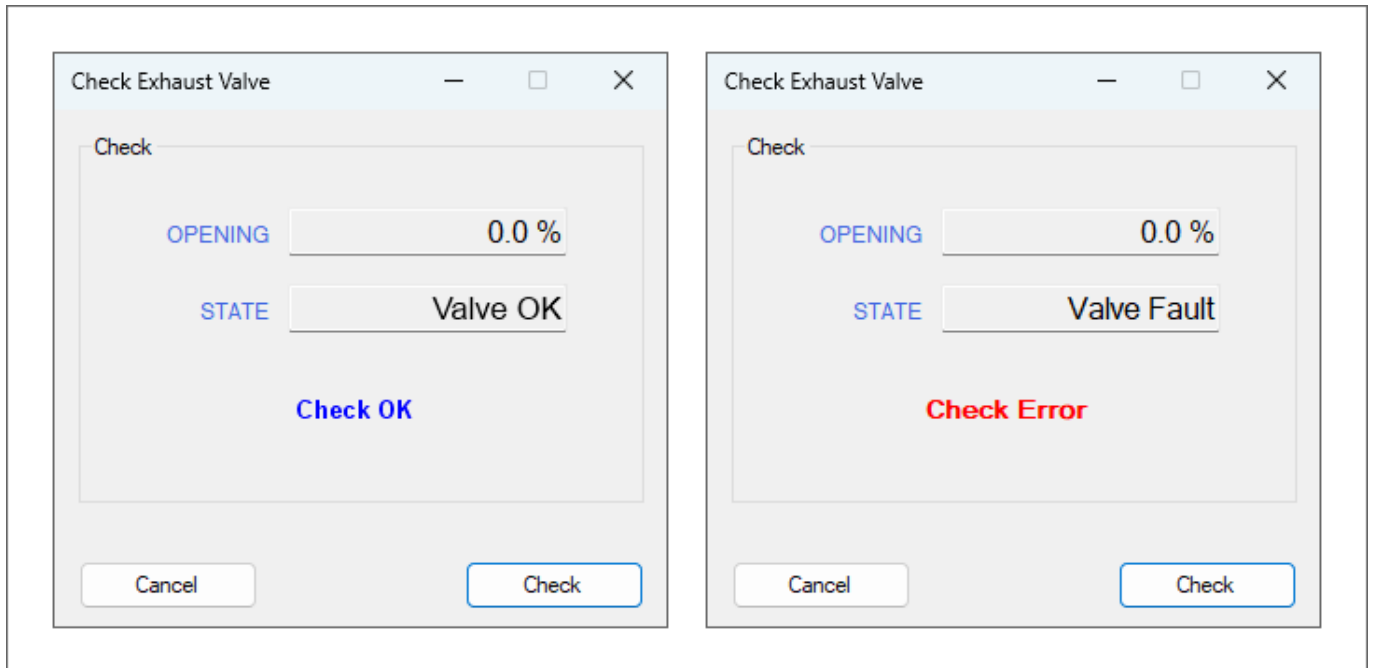 Check Exhaust Valve
Check
OPENING 0.0 %
STATE Valve OK
Check OK
Cancel Check
Check Exhaust Valve
Check
OPENING 0.0 %
STATE Valve Fault
Check Error
Cancel Check